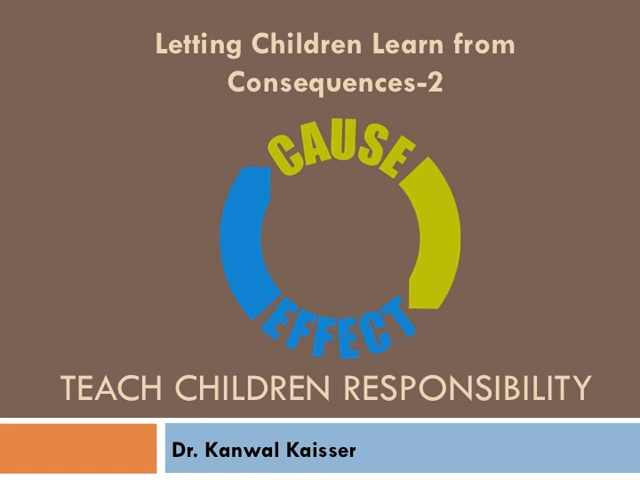 Letting Children Learn from
Consequences-2
CAUSE
EFFECT
TEACH CHILDREN RESPONSIBILITY
Dr. Kanwal Kaisser